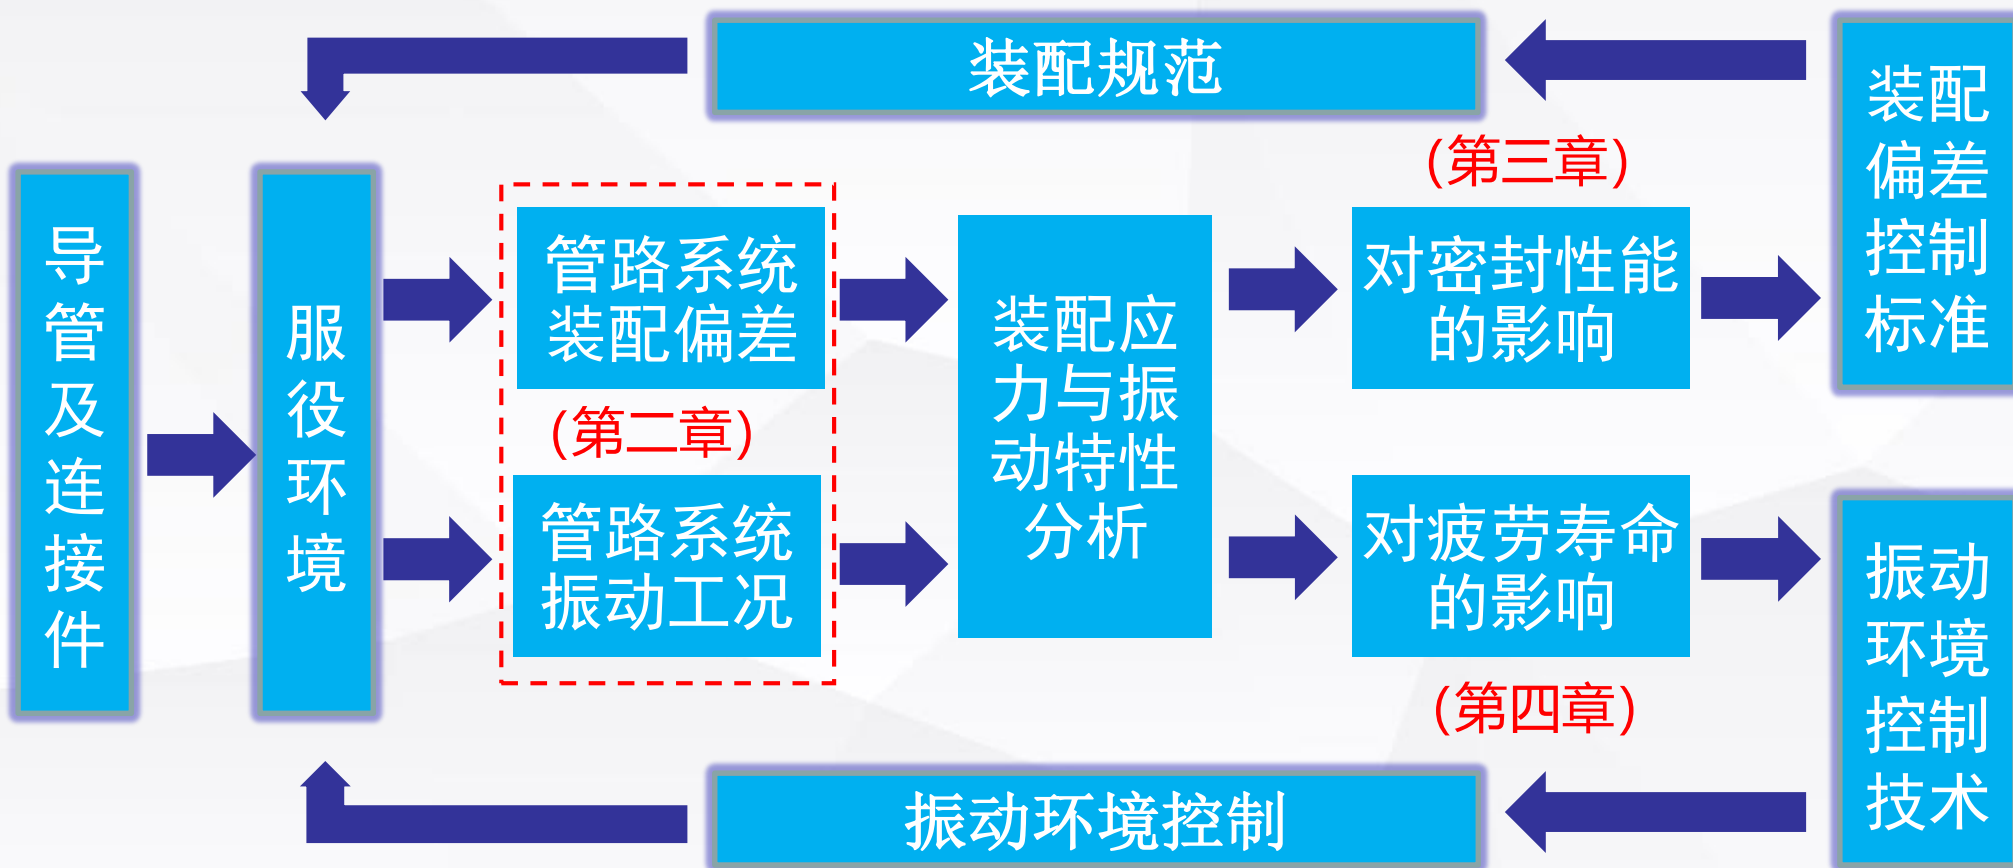 装配规范
装配
偏差
控制
标准
(第三章)
导
管
及
连
接
件
服
役
环
境
管路系统
装配偏差
(第二章)
管路系统
振动工况
装配应
力与振
动特性
分析
对密封性能
的影响
对疲劳寿命
的影响
(第四章)
振动
环境
控制
技术
振动环境控制